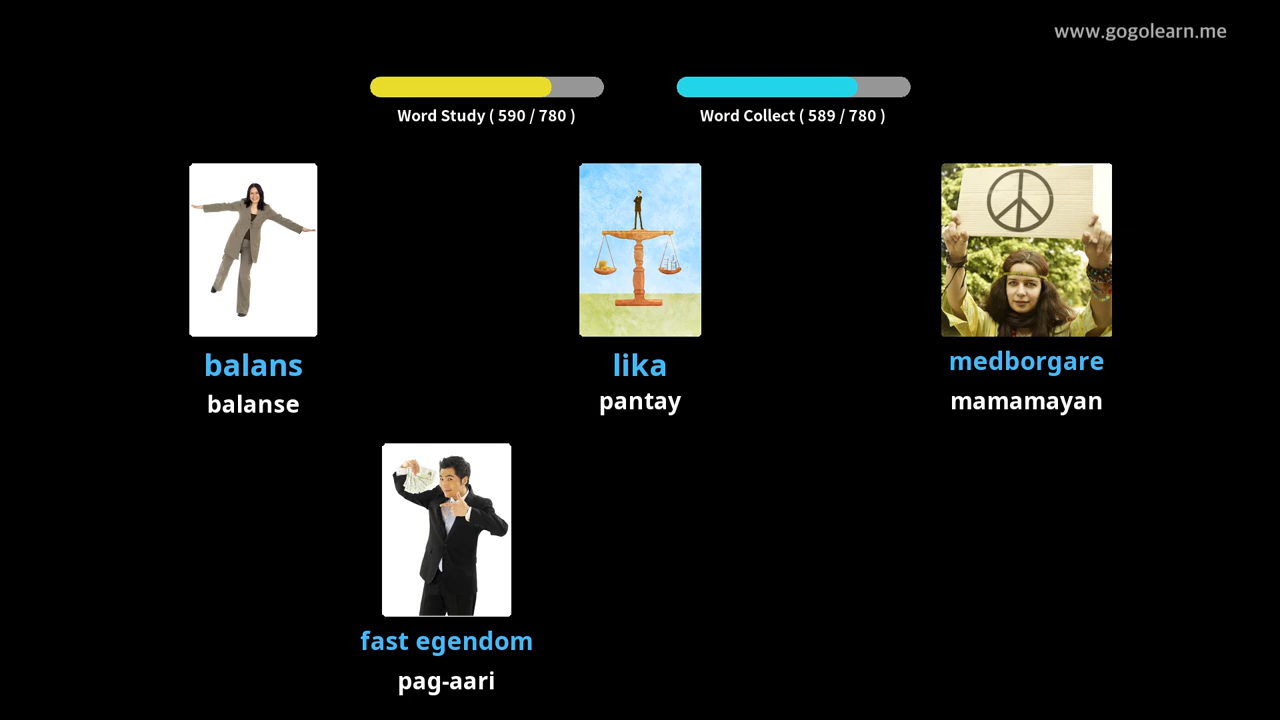 www.gogolearn.me
Word Study ( 590 / 780 )
Word Collect ( 589 / 780 )
balans
balanse
lika
pantay
medborgare
mamamayan
fast egendom
pag-aari